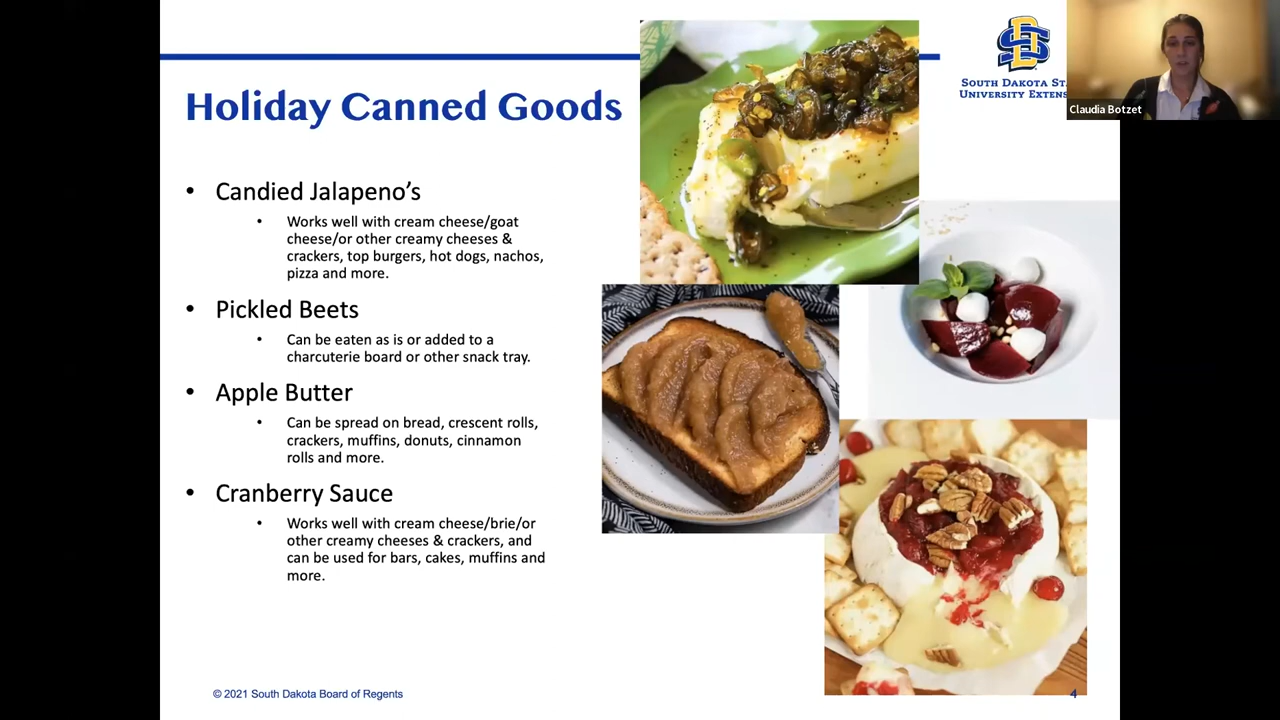 Holiday Canned Goods
• Candied Jalapeno's
• Works well with cream cheese/goat
cheese/or other creamy cheeses &
crackers, top burgers, hot dogs, nachos,
pizza and more.
• Pickled Beets
• Can be eaten as is or added to a
charcuterie board or other snack tray.
• Apple Butter
• Can be spread on bread, crescent rolls,
crackers, muffins, donuts, cinnamon
rolls and more.
• Cranberry Sauce
• Works well with cream cheese/brie/or
other creamy cheeses & crackers, and
can be used for bars, cakes, muffins and
more.
SOUTH DAKOTA
UNIVERSITY
Claudia Botzet
© 2021 South Dakota Board of Regents
4